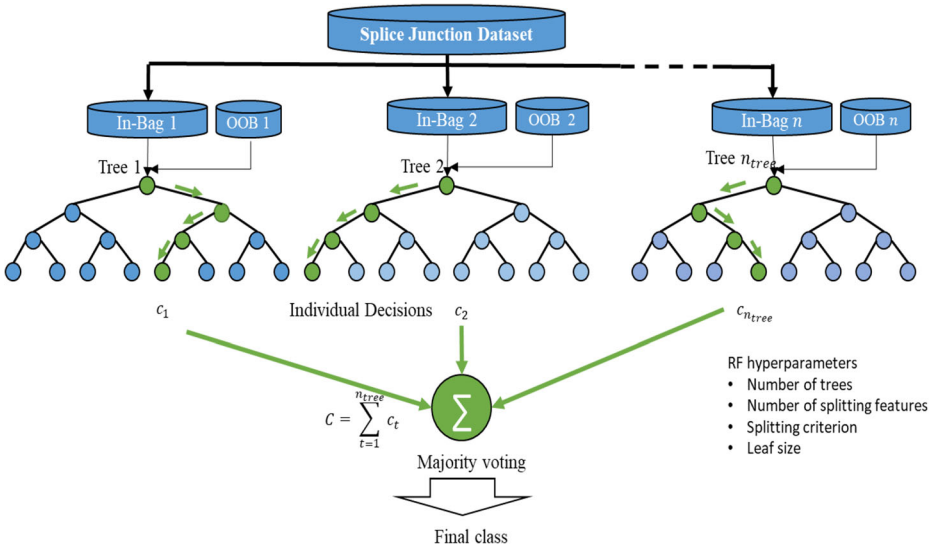 Splice Junction Dataset
In-Bag 1
OOB 1
In-Bag 2
OOB 2
In-Bag n
OOB n
Tree 1
Tree 2
Tree n_tree
c_1
Individual Decisions
c_2
c_{n_tree}
RF hyperparameters
• Number of trees
• Number of splitting features
• Splitting criterion
• Leaf size
C = ∑_{t=1}^{n_tree} c_t
∑
Majority voting
Final class